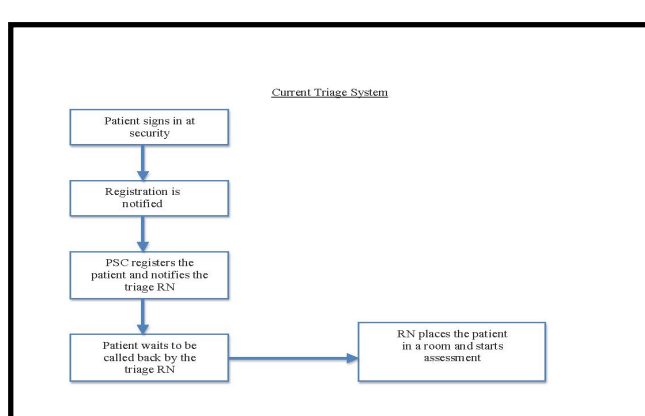 Current Triage System
Patient signs in at
security
Registration is
notified
PSC registers the
patient and notifies the
triage RN
Patient waits to be
called back by the
triage RN
RN places the patient
in a room and starts
assessment